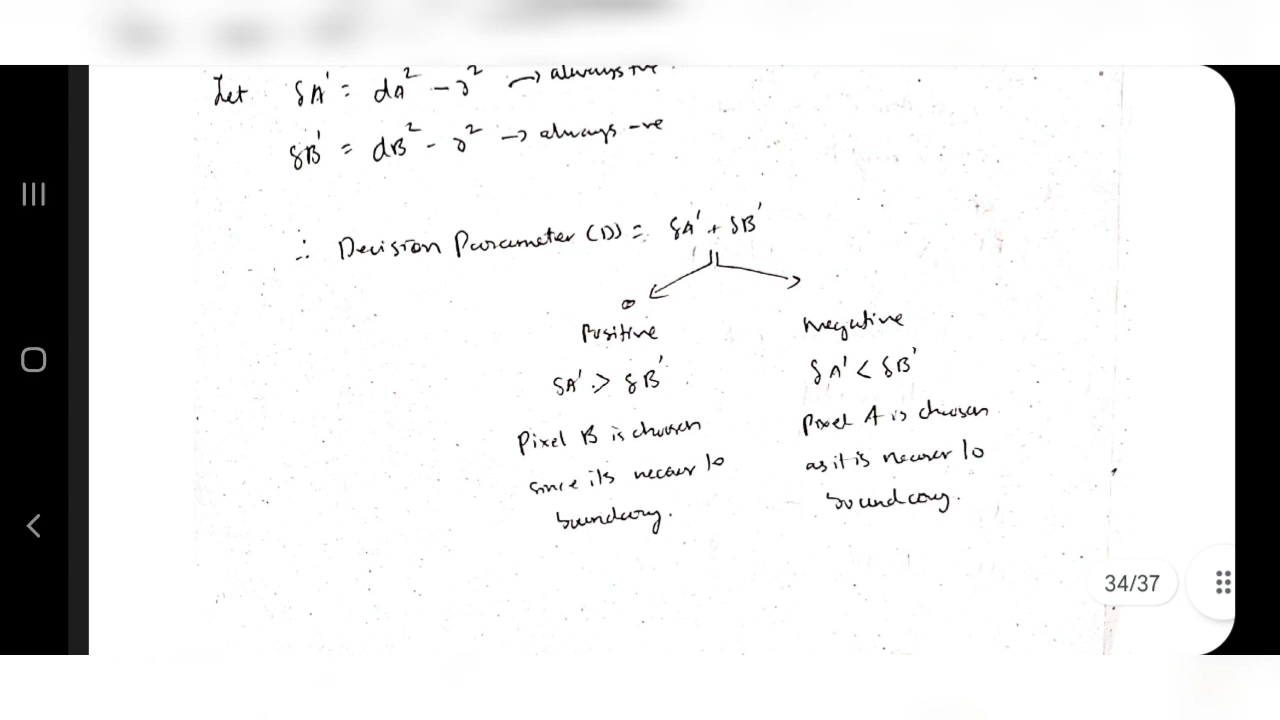 Let δA' = dA² - r² → always +ve.
δB' = dB² - r² → always -ve
∴ Decision Parameter (D) = δA' + δB'
Positive
δA' > δB'
Pixel B is chosen
since its nearer to
boundary.
Negative
δA' < δB'
Pixel A is chosen
as it is nearer to
boundary.
34/37